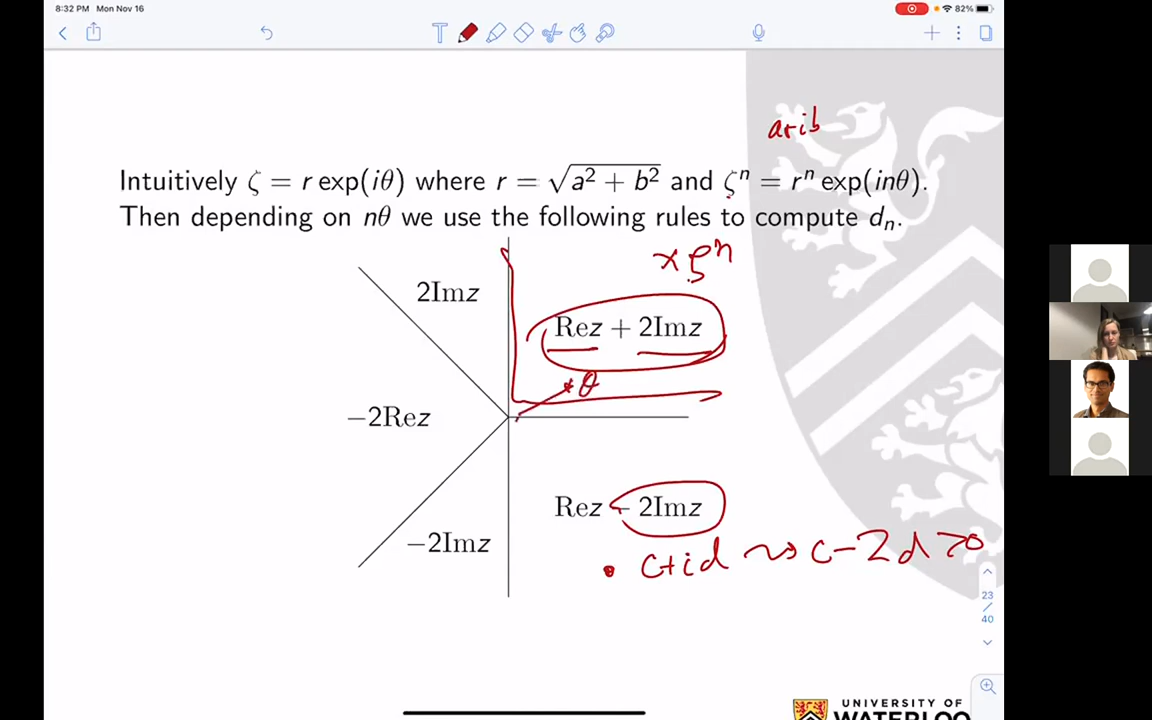 8:32 PM Mon Nov 16
82%
a+ib
Intuitively ζ = r exp(iθ) where r = √(a² + b²) and ζⁿ = rⁿ exp(inθ).
Then depending on nθ we use the following rules to compute dₙ.
xζⁿ
2Imz
Rez + 2Imz
θ
−2Rez
Rez − 2Imz
−2Imz
c+id ⇝ c−2d >0
23
/
40
UNIVERSITY OF
WATERLOO